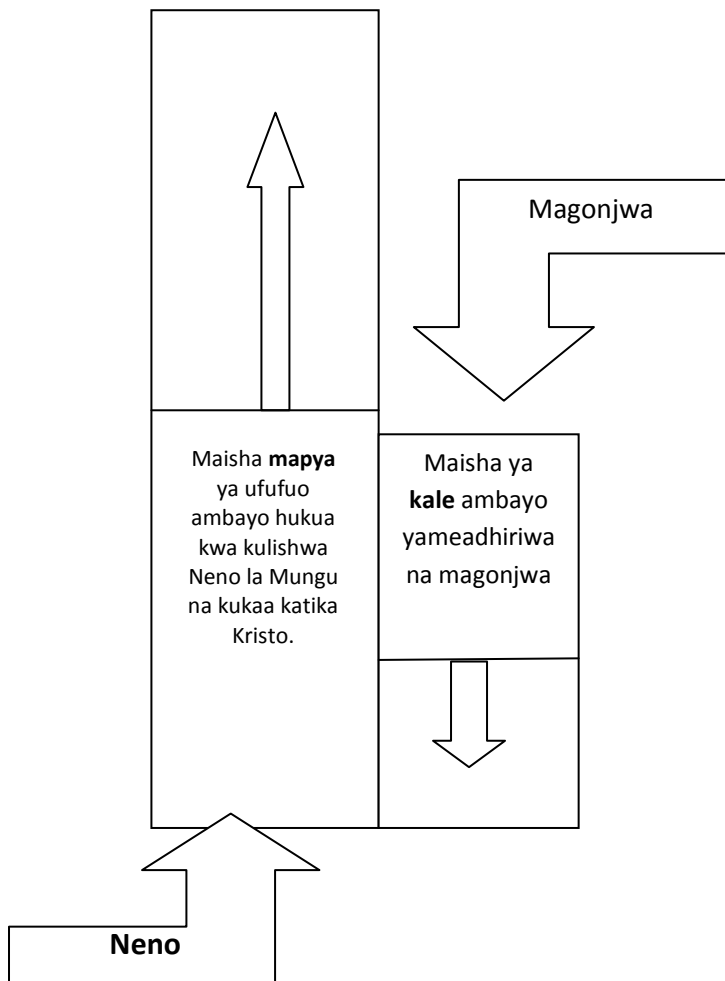 Magonjwa
Maisha mapya
ya ufufuo
ambayo hukua
kwa kulishwa
Neno la Mungu
na kukaa katika
Kristo.
Maisha ya
kale ambayo
yameadhiriwa
na magonjwa
Neno